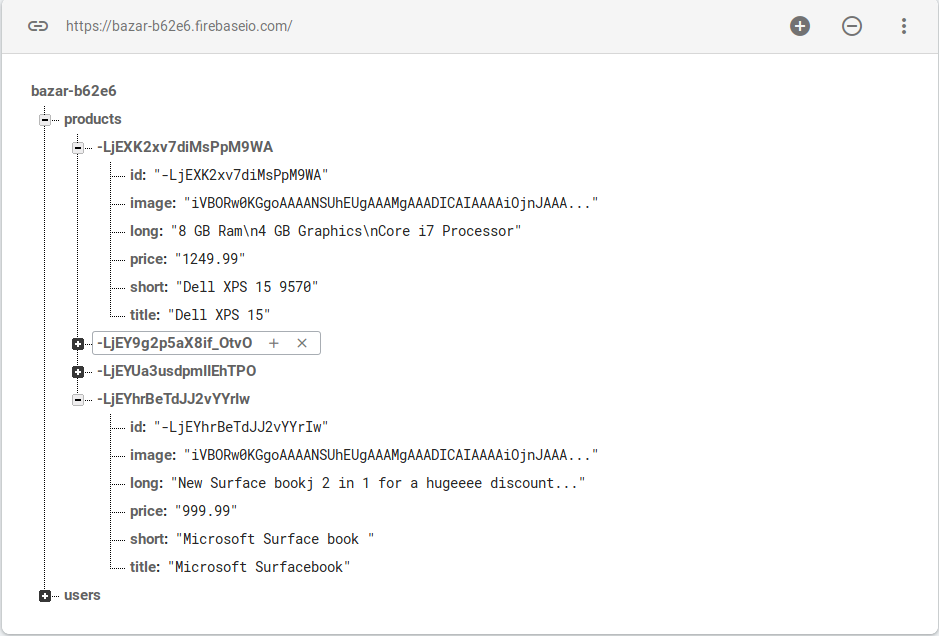 https://bazar-b62e6.firebaseio.com/
bazar-b62e6
products
-LjEXK2xv7diMsPpM9WA
id: "-LjEXK2xv7diMsPpM9WA"
image: "iVBORw0KGgoAAAANSUhEUgAAAMgAAADICAIAAAAiOjnJAAA..."
long: "8 GB Ram\n4 GB Graphics\nCore i7 Processor"
price: "1249.99"
short: "Dell XPS 15 9570"
title: "Dell XPS 15"
-LjEY9g2p5aX8if_OtvO
-LjEYUa3usdpmIlEhTPO
-LjEYhrBeTdJJ2vYYrIw
id: "-LjEYhrBeTdJJ2vYYrIw"
image: "iVBORw0KGgoAAAANSUhEUgAAAMgAAADICAIAAAAiOjnJAAA..."
long: "New Surface bookj 2 in 1 for a hugeeee discount..."
price: "999.99"
short: "Microsoft Surface book "
title: "Microsoft Surfacebook"
users